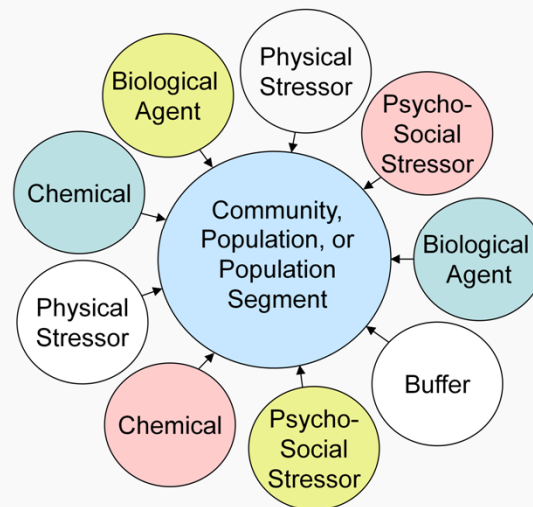 Physical
Stressor
Psycho-
Social
Stressor
Biological
Agent
Buffer
Psycho-
Social
Stressor
Chemical
Physical
Stressor
Chemical
Biological
Agent
Community,
Population, or
Population
Segment